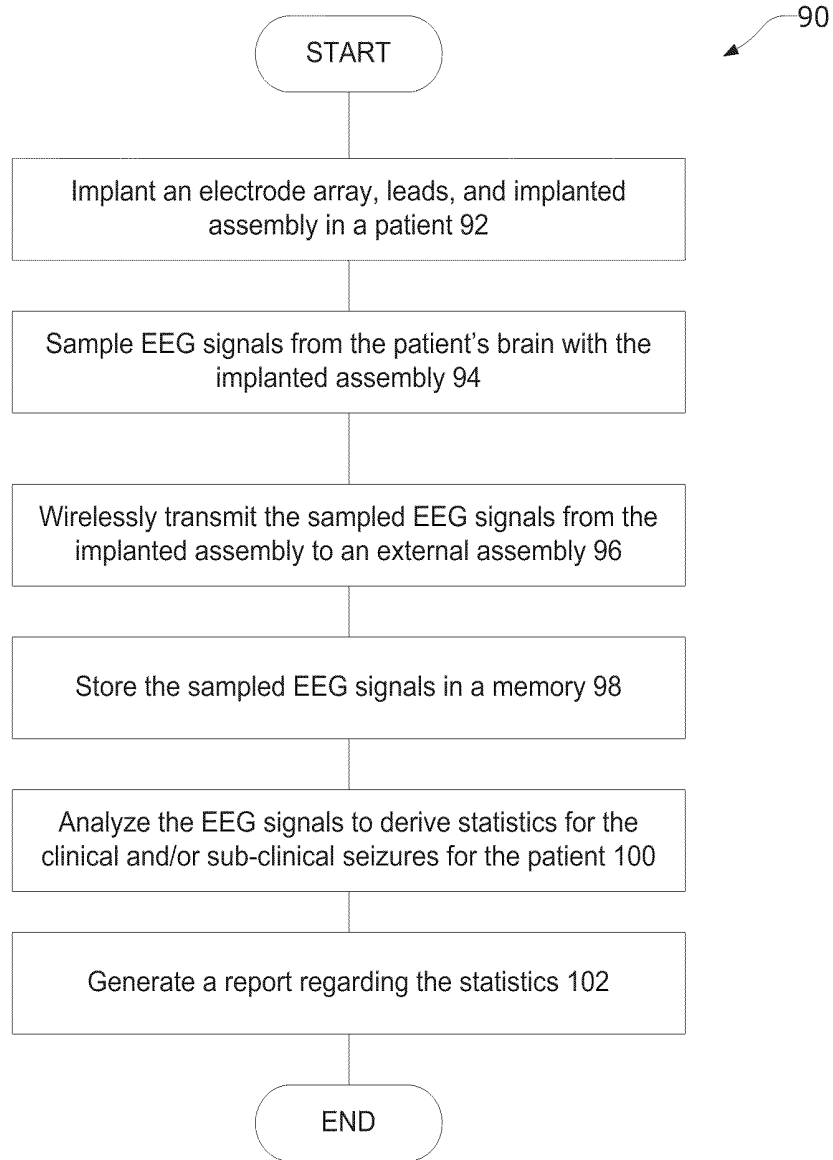 90
START
Implant an electrode array, leads, and implanted
assembly in a patient 92
Sample EEG signals from the patient's brain with the
implanted assembly 94
Wirelessly transmit the sampled EEG signals from the
implanted assembly to an external assembly 96
Store the sampled EEG signals in a memory 98
Analyze the EEG signals to derive statistics for the
clinical and/or sub-clinical seizures for the patient 100
Generate a report regarding the statistics 102
END